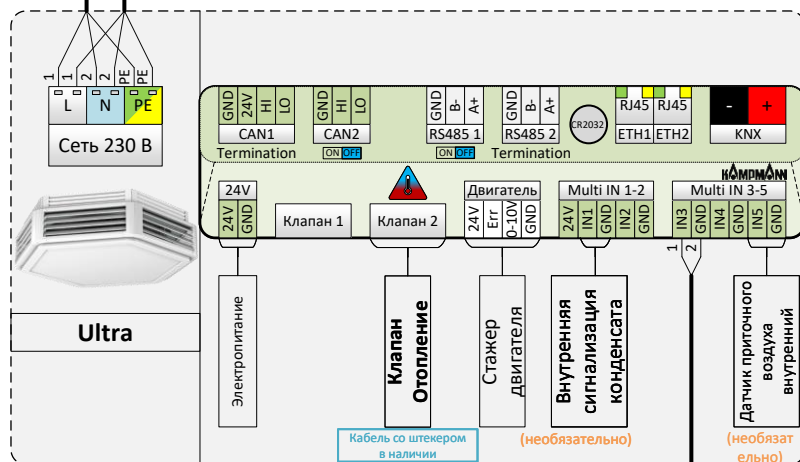 1
1
2
2
PE
PE
L
N
PE
Сеть 230 В
GND
24V
HI
LO
CAN1
Termination
GND
HI
LO
CAN2
ON OFF
GND
B-
A+
RS485 1
ON OFF
GND
B-
A+
RS485 2
Termination
CR2032
RJ45
RJ45
ETH1
ETH2
-
+
KNX
KAMPMANN
24V
24V
GND
Клапан 1
Клапан 2
Двигатель
24V
Err
0-10V
GND
Multi IN 1-2
24V
IN1
GND
IN2
GND
Multi IN 3-5
IN3
GND
IN4
GND
IN5
GND
1
2
Ultra
Электропитание
Клапан
Отопление
Стажер
двигателя
Внутренняя
сигнализация
конденсата
Датчик приточного
воздуха
внутренний
Кабель со штекером
в наличии
(необязательно)
(необязат
ельно)